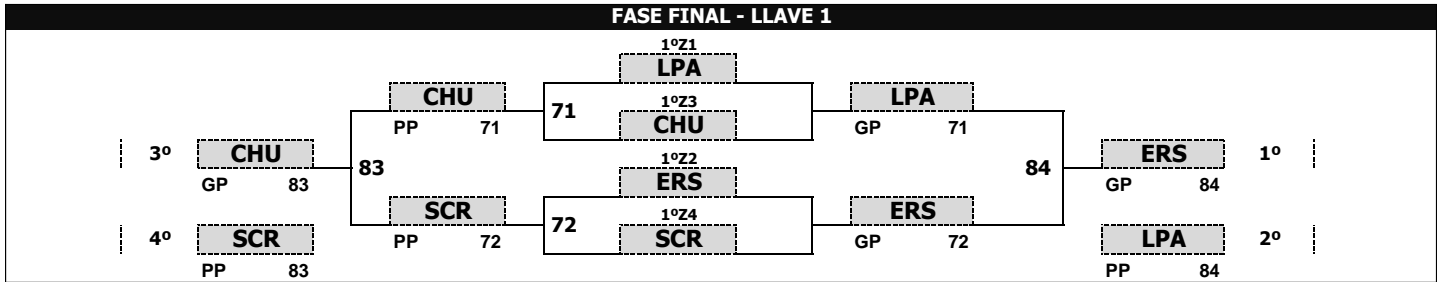 FASE FINAL - LLAVE 1
1ºZ1
LPA
CHU
71
1ºZ3
LPA
PP 71
CHU
GP 71
3º CHU
83
1ºZ2
84
ERS 1º
GP 83
ERS
GP 84
SCR
72
1ºZ4
ERS
4º SCR
PP 72
SCR
GP 72
LPA 2º
PP 83
PP 84